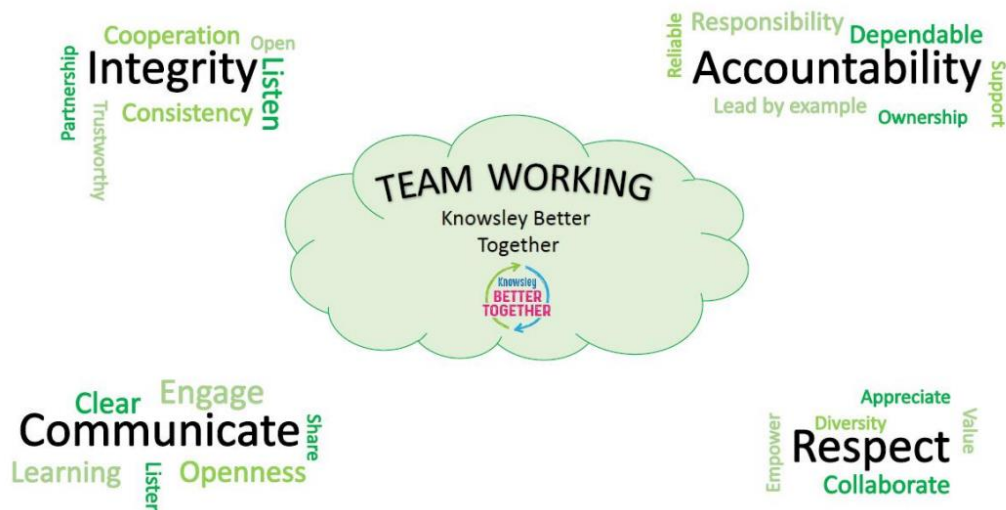 Cooperation
Open
Partnership
Integrity
Listen
Trustworthy
Consistency
Reliable
Responsibility
Dependable
Accountability
Support
Lead by example
Ownership
TEAM WORKING
Knowsley Better
Together
Knowsley
BETTER
TOGETHER
Engage
Clear
Communicate
Share
Learning
Listen
Openness
Appreciate
Empower
Diversity
Value
Respect
Collaborate